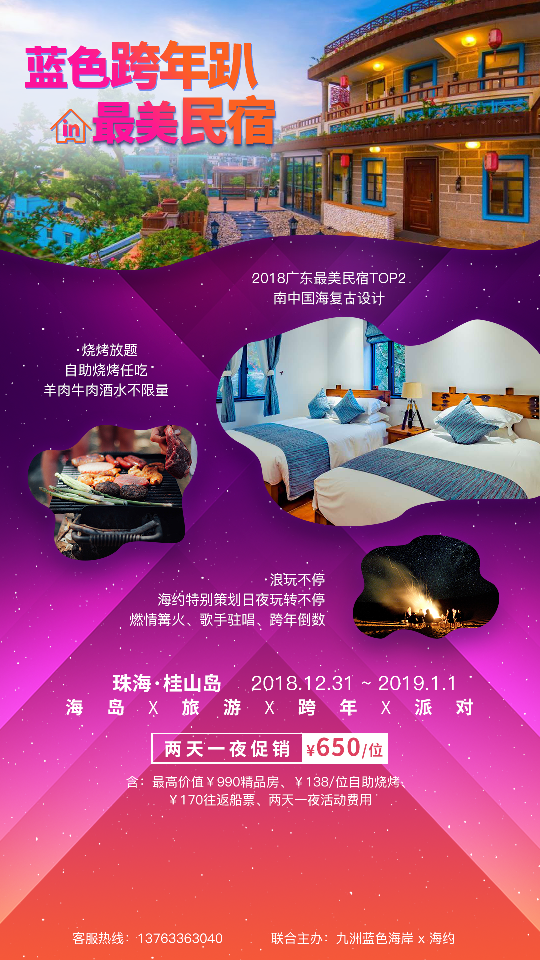 蓝色跨年趴
in最美民宿
2018广东最美民宿TOP2
南中国海复古设计
·烧烤放题
自助烧烤任吃
羊肉牛肉酒水不限量
·浪玩不停
海约特别策划日夜玩转不停
燃情篝火、歌手驻唱、跨年倒数
珠海·桂山岛 2018.12.31 ~ 2019.1.1
海岛 X 旅游 X 跨年 X 派对
两天一夜促销 ¥650/位
含：最高价值￥990精品房、￥138/位自助烧烤、
￥170往返船票、两天一夜活动费用
客服热线：13763363040 联合主办：九洲蓝色海岸 x 海约